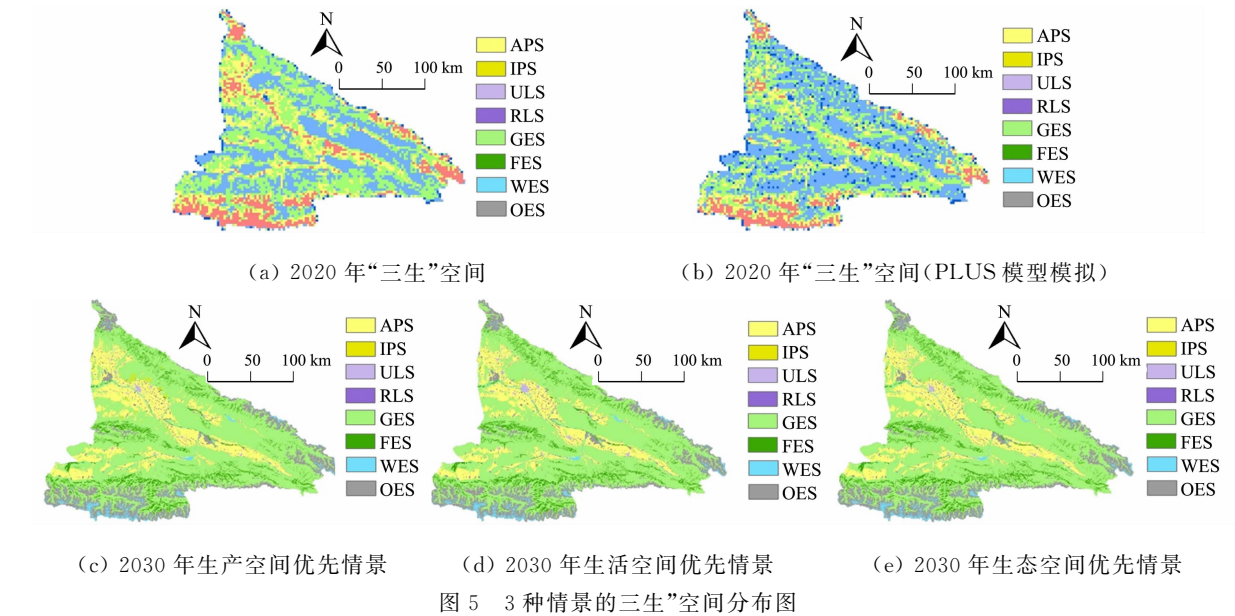 N
0 50 100 km
APS
IPS
ULS
RLS
GES
FES
WES
OES
N
0 50 100 km
APS
IPS
ULS
RLS
GES
FES
WES
OES
(a) 2020 年“三生”空间
(b) 2020 年“三生”空间(PLUS 模型模拟)
N
0 50 100 km
APS
IPS
ULS
RLS
GES
FES
WES
OES
N
0 50 100 km
APS
IPS
ULS
RLS
GES
FES
WES
OES
N
0 50 100 km
APS
IPS
ULS
RLS
GES
FES
WES
OES
(c) 2030 年生产空间优先情景
(d) 2030 年生活空间优先情景
(e) 2030 年生态空间优先情景
图 5 3 种情景的三生”空间分布图